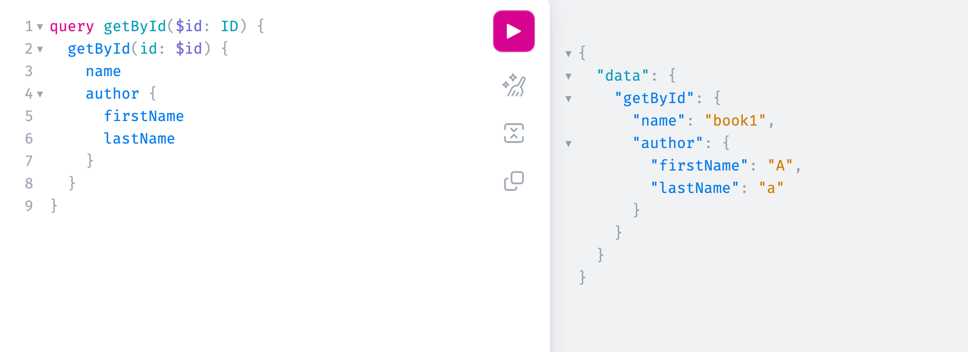 1 query getById($id: ID) {
2 getById(id: $id) {
3 name
4 author {
5 firstName
6 lastName
7 }
8 }
9 }
{
"data": {
"getById": {
"name": "book1",
"author": {
"firstName": "A",
"lastName": "a"
}
}
}
}